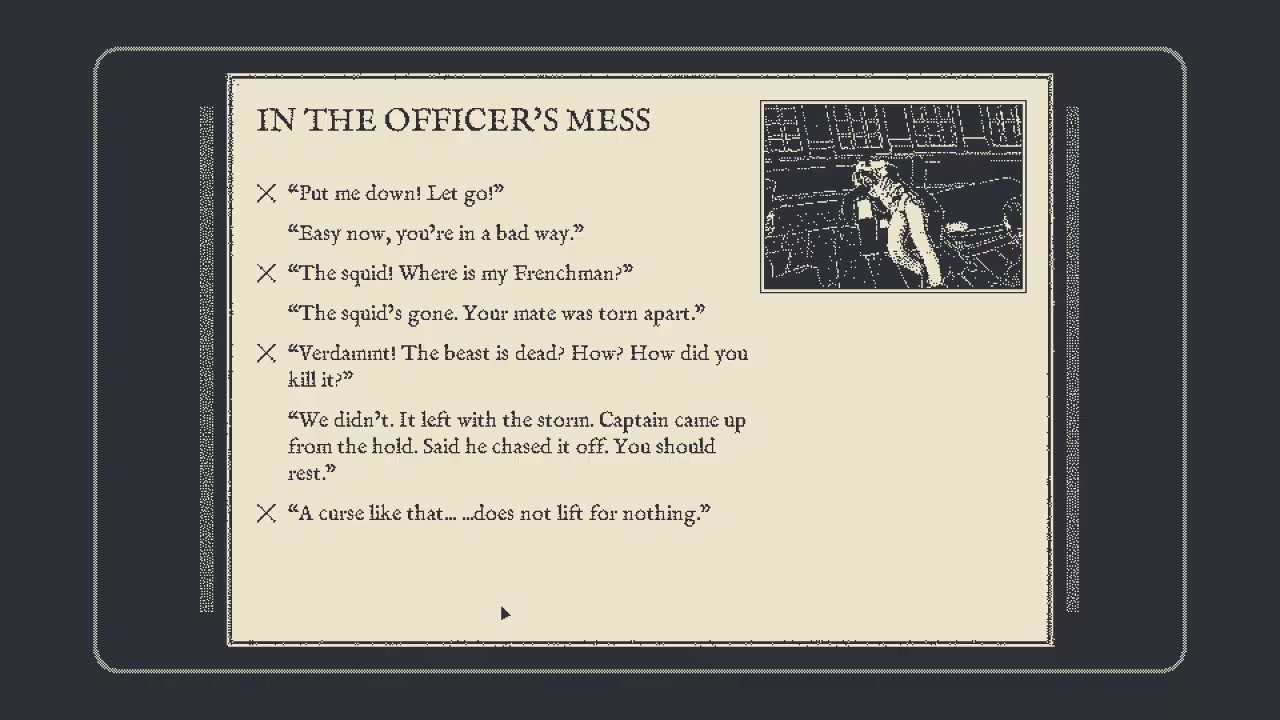 IN THE OFFICER’S MESS
“Put me down! Let go!”
“Easy now, you’re in a bad way.”
“The squid! Where is my Frenchman?”
“The squid’s gone. Your mate was torn apart.”
“Verdammt! The beast is dead? How? How did you
kill it?”
“We didn’t. It left with the storm. Captain came up
from the hold. Said he chased it off. You should
rest.”
“A curse like that... ...does not lift for nothing.”